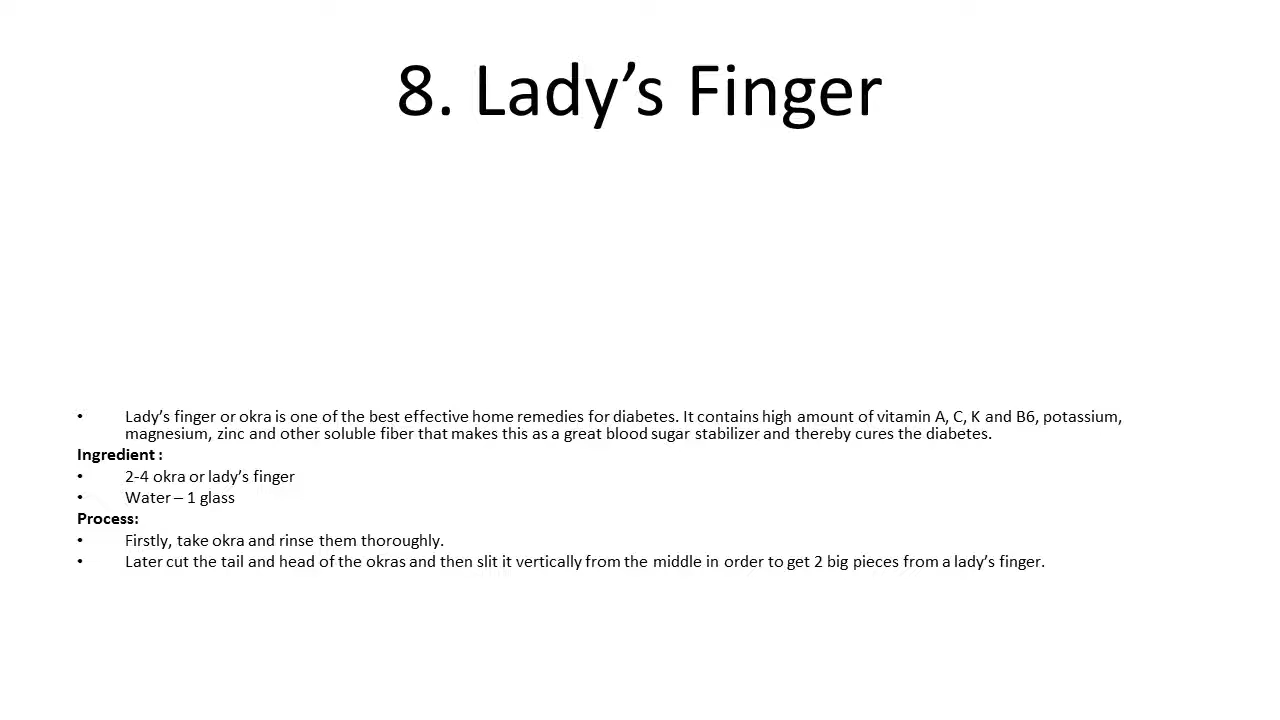 8. Lady’s Finger
• Lady’s finger or okra is one of the best effective home remedies for diabetes. It contains high amount of vitamin A, C, K and B6, potassium,
magnesium, zinc and other soluble fiber that makes this as a great blood sugar stabilizer and thereby cures the diabetes.
Ingredient :
• 2-4 okra or lady’s finger
• Water – 1 glass
Process:
• Firstly, take okra and rinse them thoroughly.
• Later cut the tail and head of the okras and then slit it vertically from the middle in order to get 2 big pieces from a lady’s finger.